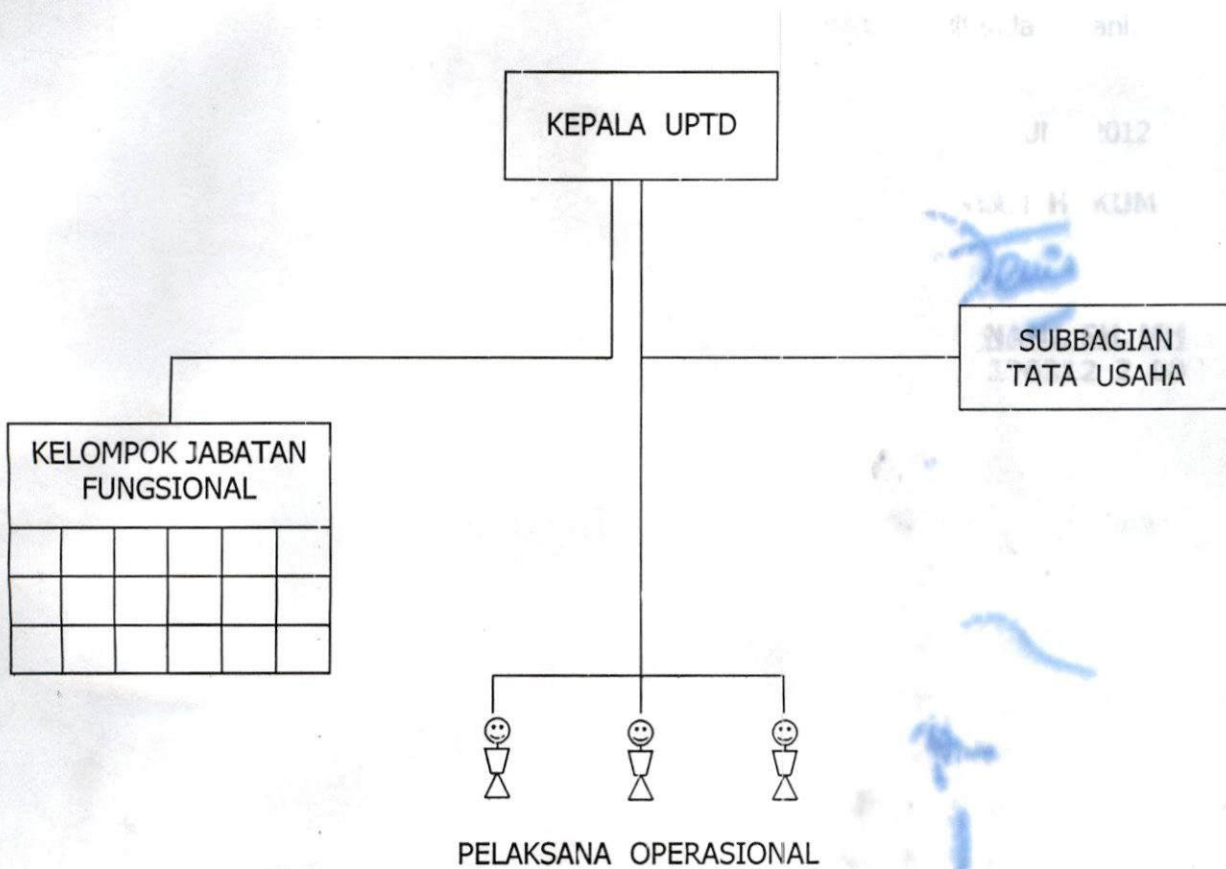 KEPALA UPTD
SUBBAGIAN
TATA USAHA
KELOMPOK JABATAN
FUNGSIONAL
PELAKSANA OPERASIONAL